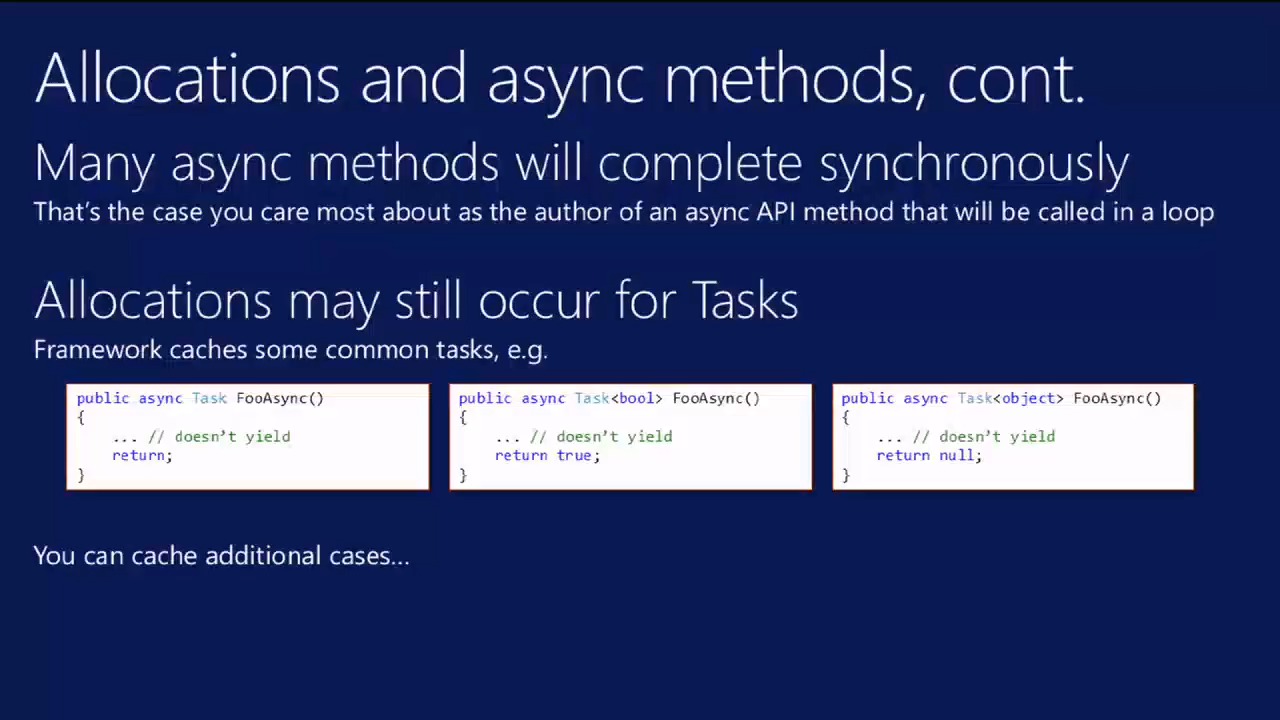 Allocations and async methods, cont.
Many async methods will complete synchronously
That's the case you care most about as the author of an async API method that will be called in a loop
Allocations may still occur for Tasks
Framework caches some common tasks, e.g.
public async Task FooAsync()
{
    ... // doesn't yield
    return;
}
public async Task<bool> FooAsync()
{
    ... // doesn't yield
    return true;
}
public async Task<object> FooAsync()
{
    ... // doesn't yield
    return null;
}
You can cache additional cases...